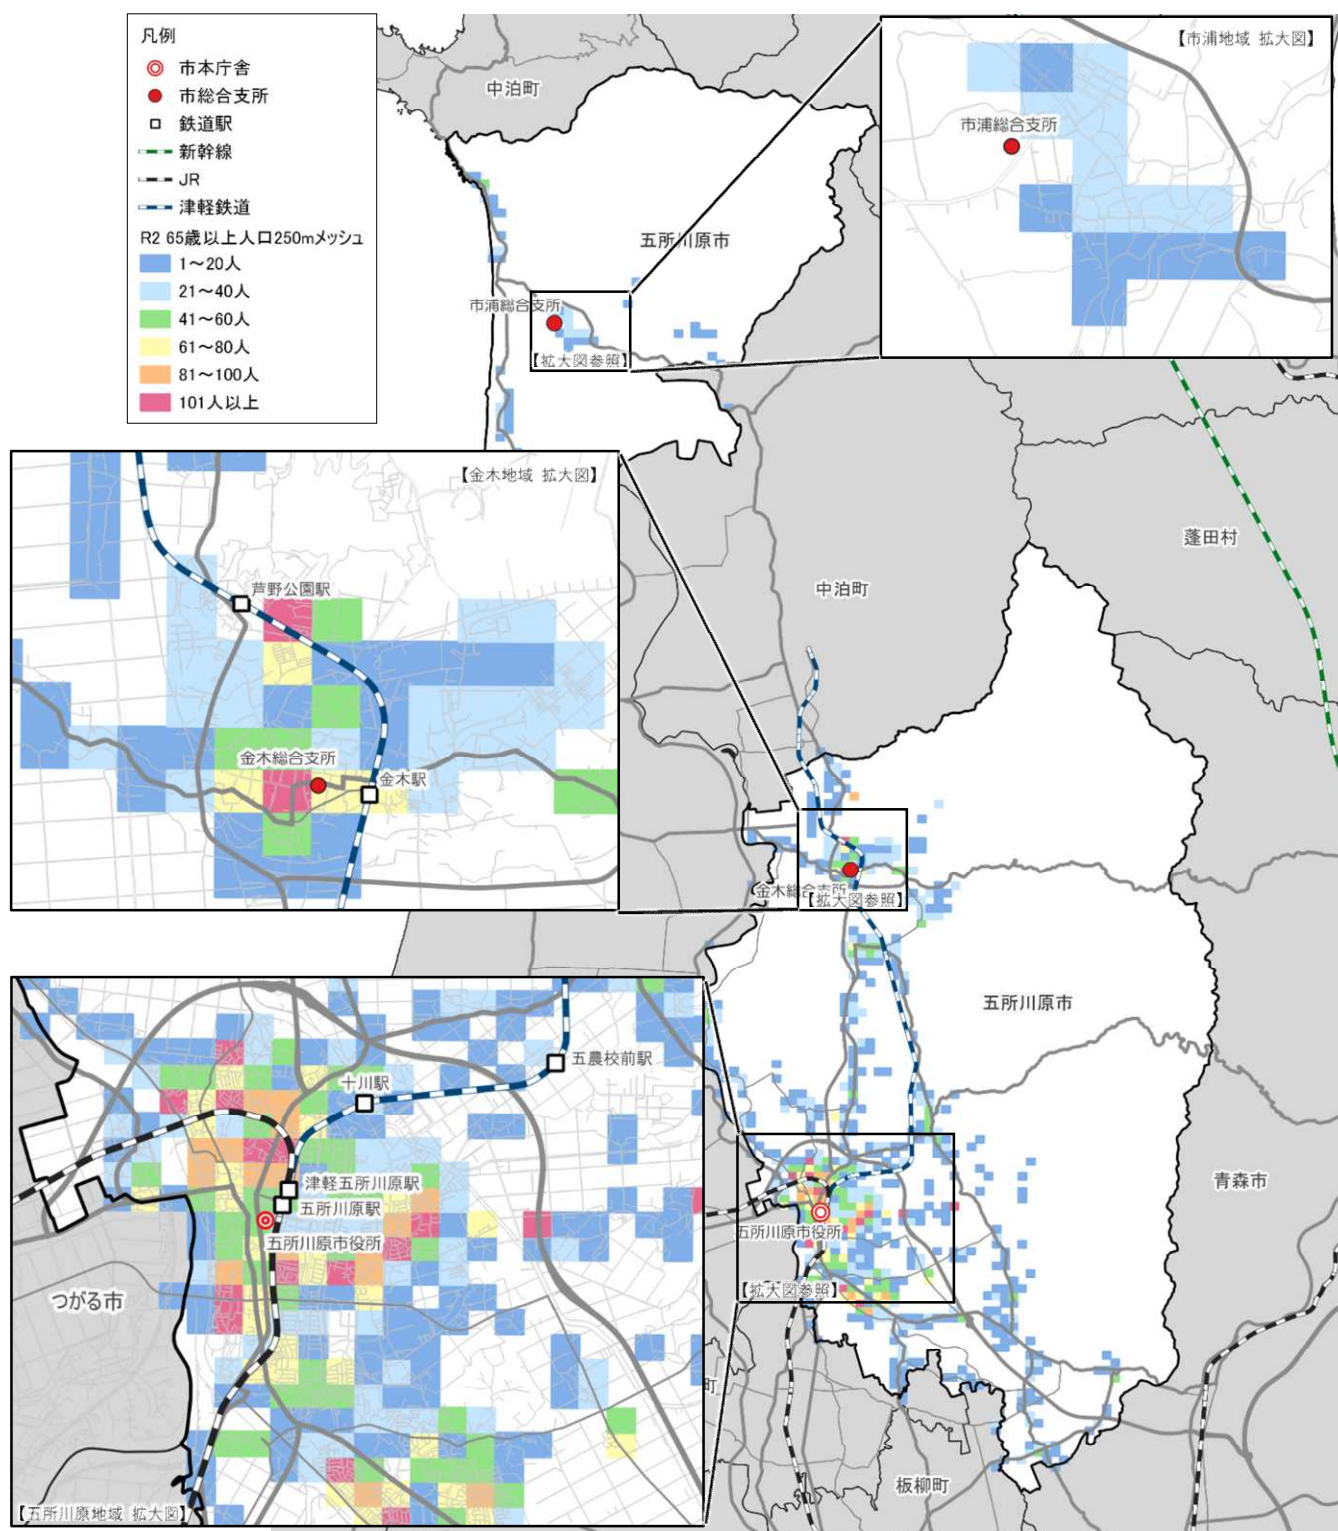 凡例
市本庁舎
市総合支所
鉄道駅
新幹線
JR
津軽鉄道
R2 65歳以上人口250mメッシュ
1～20人
21～40人
41～60人
61～80人
81～100人
101人以上
中泊町
五所川原市
市浦総合支所
【拡大図参照】
【市浦地域 拡大図】
市浦総合支所
【金木地域 拡大図】
芦野公園駅
金木総合支所
金木駅
蓬田村
中泊町
金木総合支所
【拡大図参照】
五所川原市
青森市
五所川原市役所
【拡大図参照】
町
板柳町
五農校前駅
十川駅
津軽五所川原駅
五所川原駅
五所川原市役所
つがる市
【五所川原地域 拡大図】